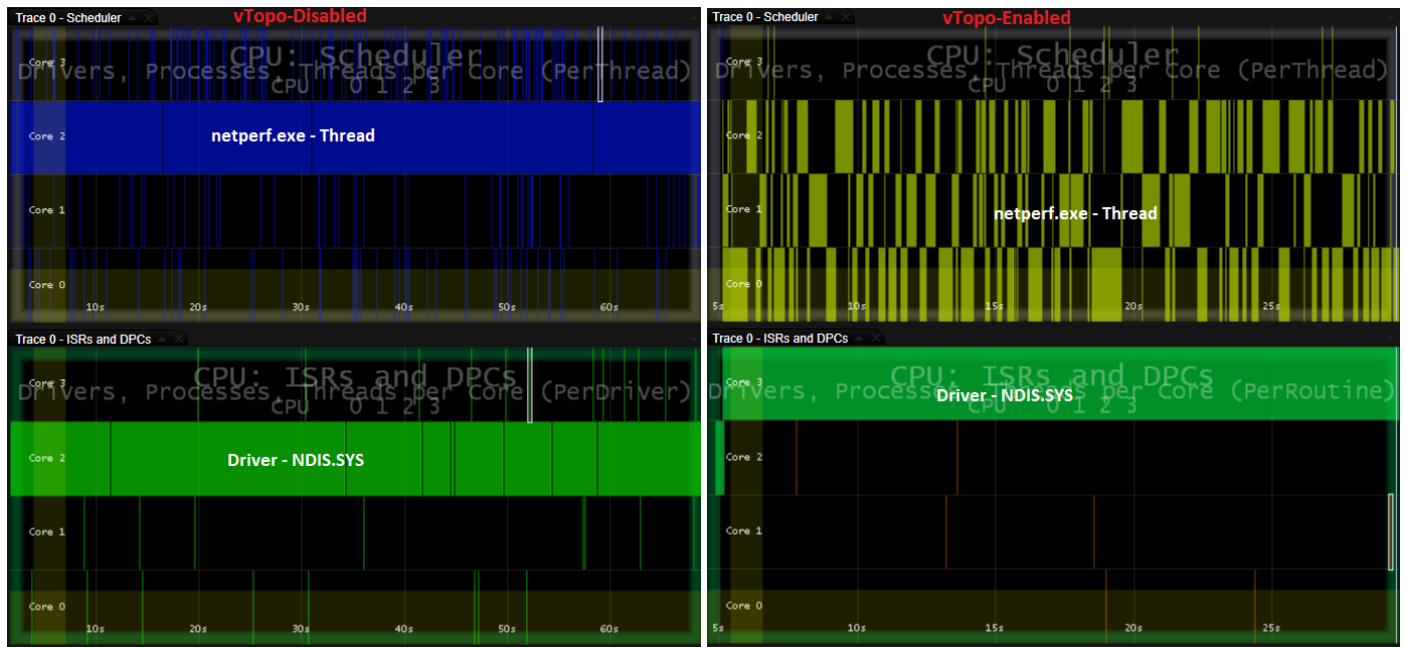 vTopo-Disabled
Trace 0 - Scheduler
CPU: Scheduler
Drivers, Processes, Threads per Core (PerThread)
CPU 0 1 2 3
Core 3
Core 2
netperf.exe - Thread
Core 1
Core 0
10s 20s 30s 40s 50s 60s
Trace 0 - ISRs and DPCs
CPU: ISRs and DPCs
Drivers, Processes, Threads per Core (PerDriver)
CPU 0 1 2 3
Core 3
Core 2
Driver - NDIS.SYS
Core 1
Core 0
10s 20s 30s 40s 50s 60s
vTopo-Enabled
Trace 0 - Scheduler
CPU: Scheduler
Drivers, Processes, Threads per Core (PerThread)
CPU 0 1 2 3
Core 3
Core 2
Core 1
netperf.exe - Thread
Core 0
5s 10s 15s 20s 25s
Trace 0 - ISRs and DPCs
CPU: ISRs and DPCs
Drivers, Processes, Threads per Core (PerRoutine)
CPU 0 1 2 3
Core 3
Driver - NDIS.SYS
Core 2
Core 1
Core 0
5s 10s 15s 20s 25s